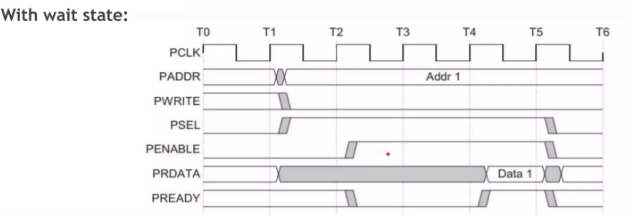 With wait state:
T0 T1 T2 T3 T4 T5 T6
PCLK
PADDR Addr 1
PWRITE
PSEL
PENABLE
PRDATA Data 1
PREADY